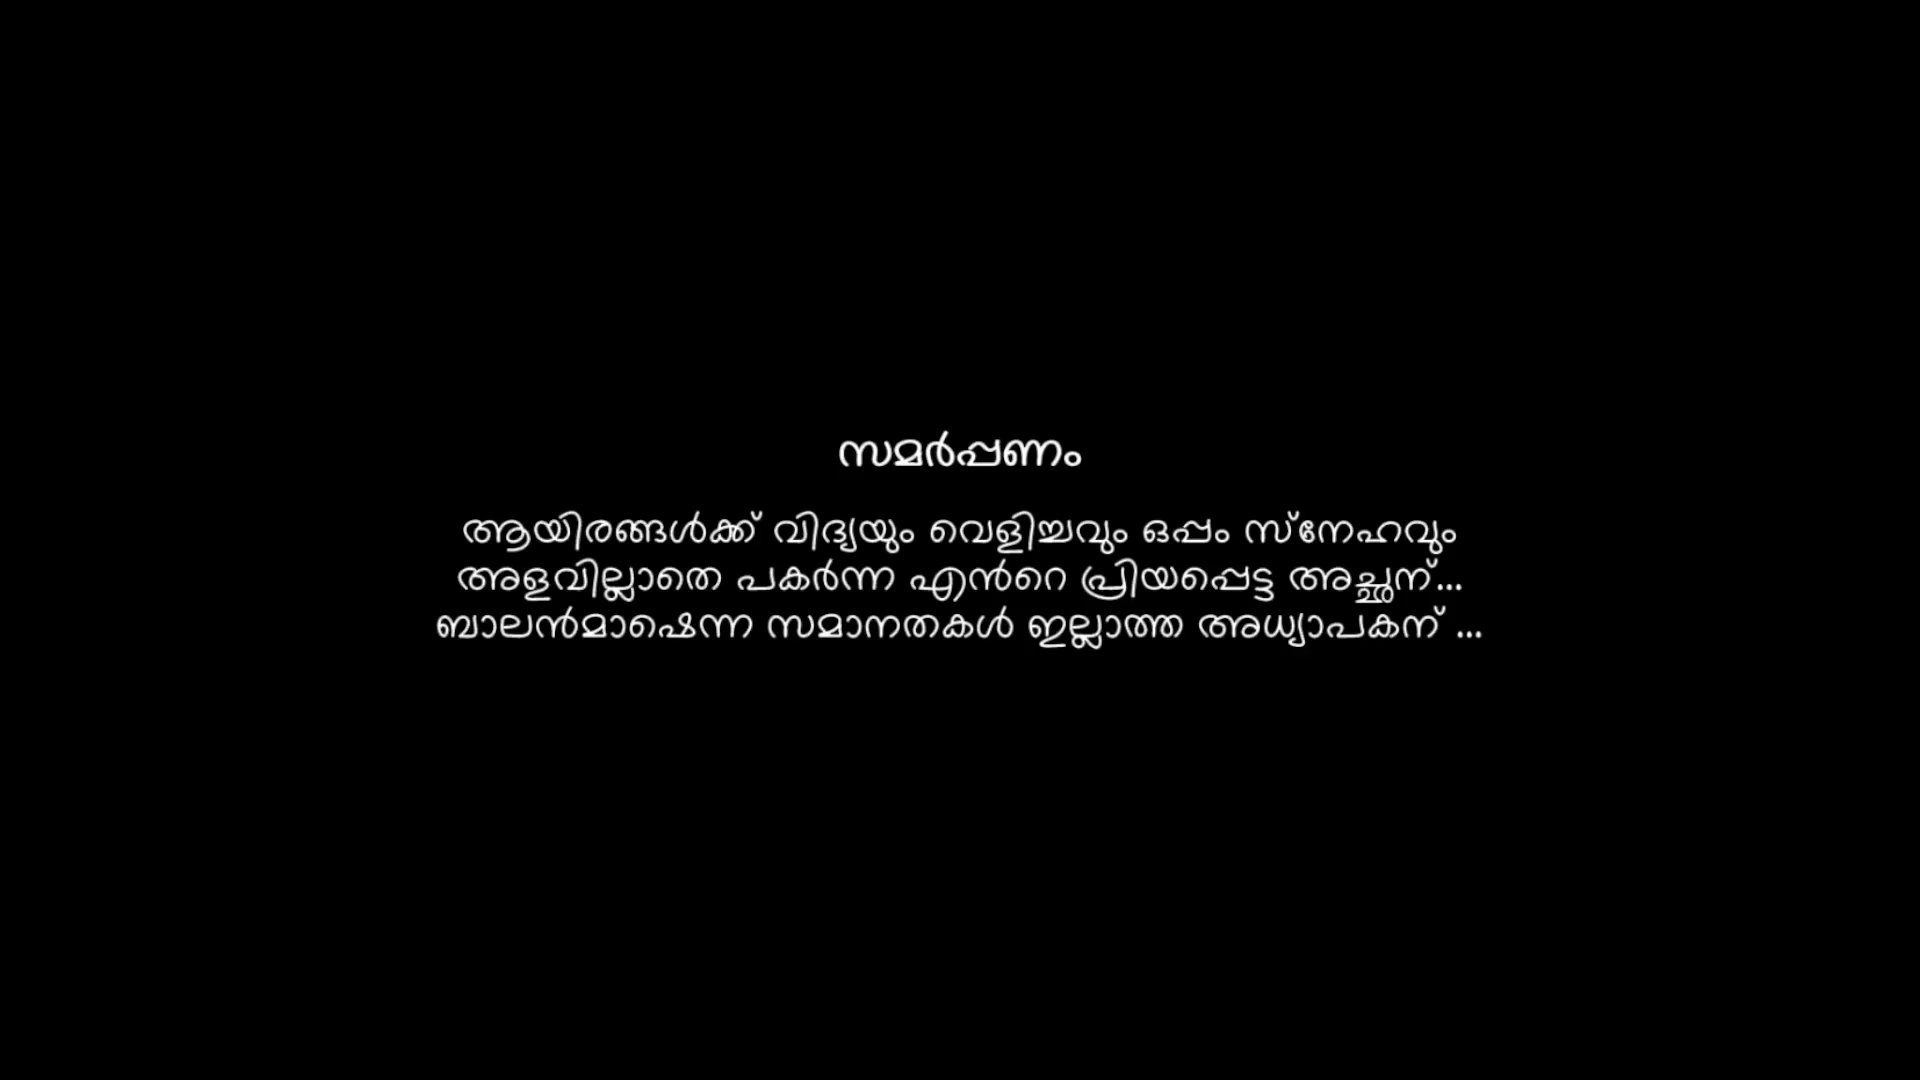 സമർപ്പണം
ആയിരങ്ങൾക്ക് വിദ്യയും വെളിച്ചവും ഒപ്പം സ്നേഹവും
അളവില്ലാതെ പകർന്ന എൻറെ പ്രിയപ്പെട്ട അച്ഛന്...
ബാലൻമാഷെന്ന സമാനതകൾ ഇല്ലാത്ത അധ്യാപകന് ...